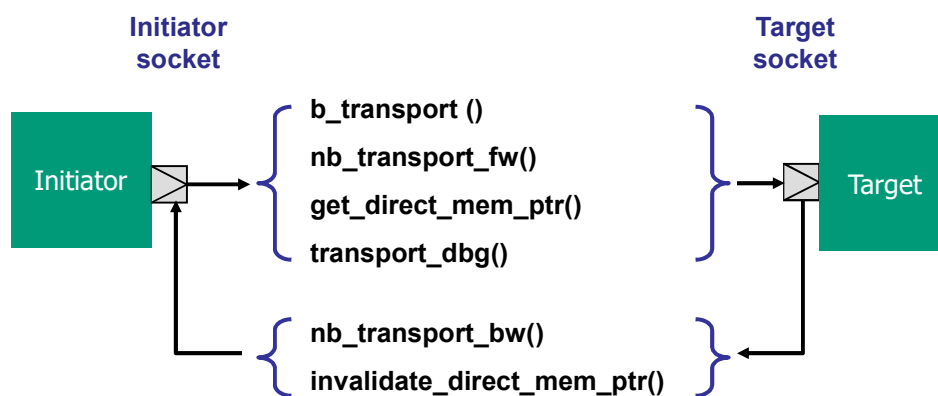 Initiator
socket
Target
socket
b_transport ()
nb_transport_fw()
get_direct_mem_ptr()
transport_dbg()
Initiator
Target
nb_transport_bw()
invalidate_direct_mem_ptr()